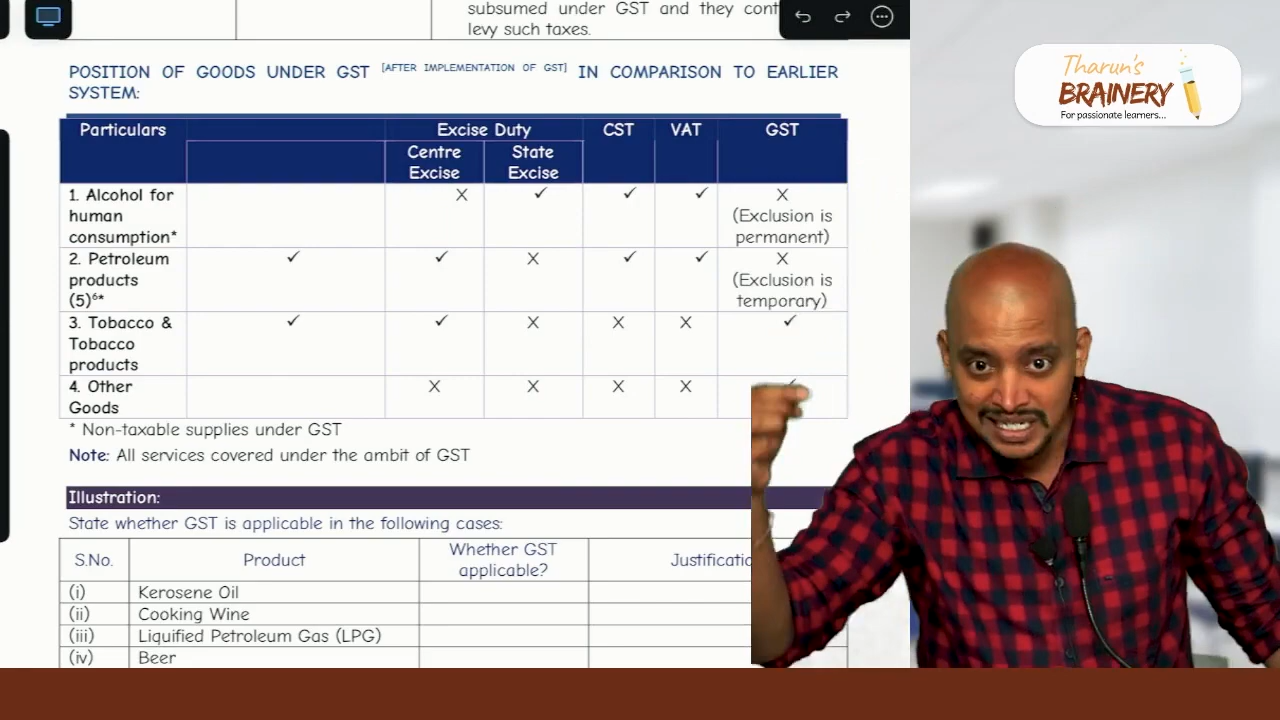 subsumed under GST and they cont
levy such taxes.
POSITION OF GOODS UNDER GST [AFTER IMPLEMENTATION OF GST] IN COMPARISON TO EARLIER
SYSTEM:
Particulars Excise Duty CST VAT GST
Centre Excise State Excise
1. Alcohol for human consumption* X ✓ ✓ ✓ X (Exclusion is permanent)
2. Petroleum products (5)⁶* ✓ ✓ X ✓ ✓ X (Exclusion is temporary)
3. Tobacco & Tobacco products ✓ ✓ X X X ✓
4. Other Goods X X X X ✓
* Non-taxable supplies under GST
Note: All services covered under the ambit of GST
Illustration:
State whether GST is applicable in the following cases:
S.No. Product Whether GST applicable? Justificatio
(i) Kerosene Oil
(ii) Cooking Wine
(iii) Liquified Petroleum Gas (LPG)
(iv) Beer
Tharun's
BRAINERY
For passionate learners...